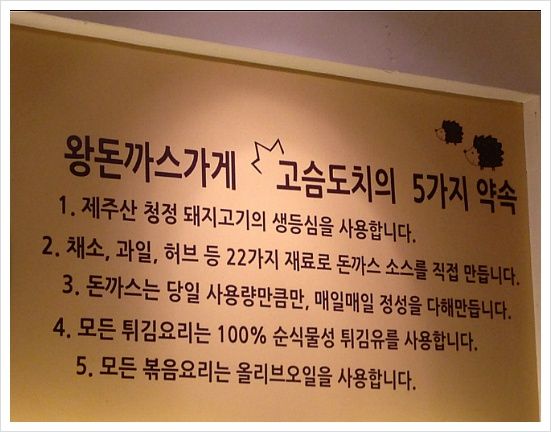 왕돈까스가게 고슴도치의 5가지 약속
1. 제주산 청정 돼지고기의 생등심을 사용합니다.
2. 채소, 과일, 허브 등 22가지 재료로 돈까스 소스를 직접 만듭니다.
3. 돈까스는 당일 사용량만큼만, 매일매일 정성을 다해만듭니다.
4. 모든 튀김요리는 100% 순식물성 튀김유를 사용합니다.
5. 모든 볶음요리는 올리브오일을 사용합니다.